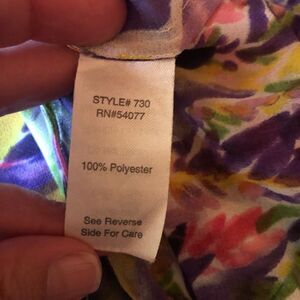 STYLE# 730
RN#54077
100% Polyester
See Reverse
Side For Care